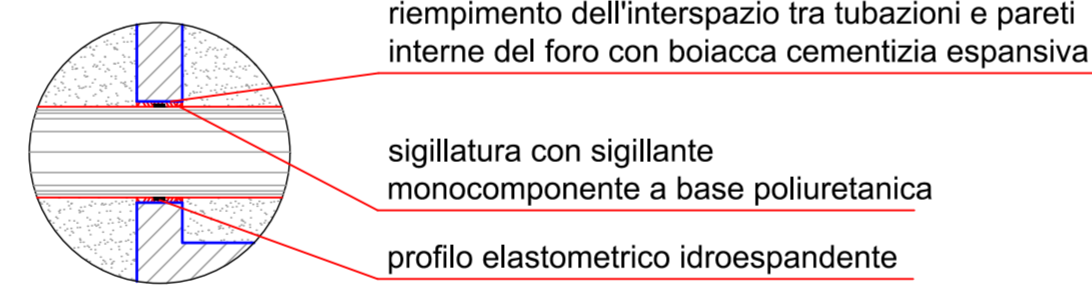 riempimento dell'interspazio tra tubazioni e pareti
interne del foro con boiacca cementizia espansiva
sigillatura con sigillante
monocomponente a base poliuretanica
profilo elastometrico idroespandente